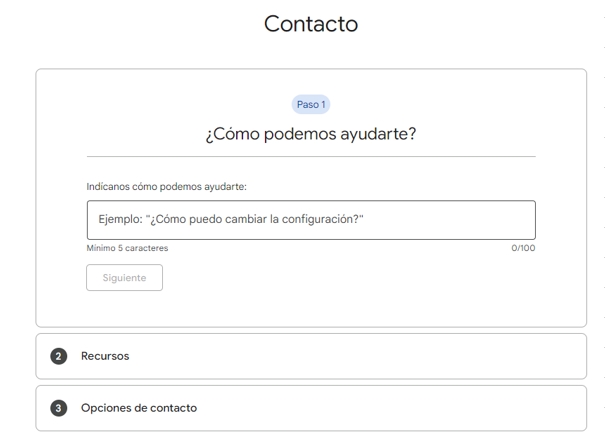 Contacto
Paso 1
¿Cómo podemos ayudarte?
Indícanos cómo podemos ayudarte:
Ejemplo: "¿Cómo puedo cambiar la configuración?"
Mínimo 5 caracteres
0/100
Siguiente
2 Recursos
3 Opciones de contacto